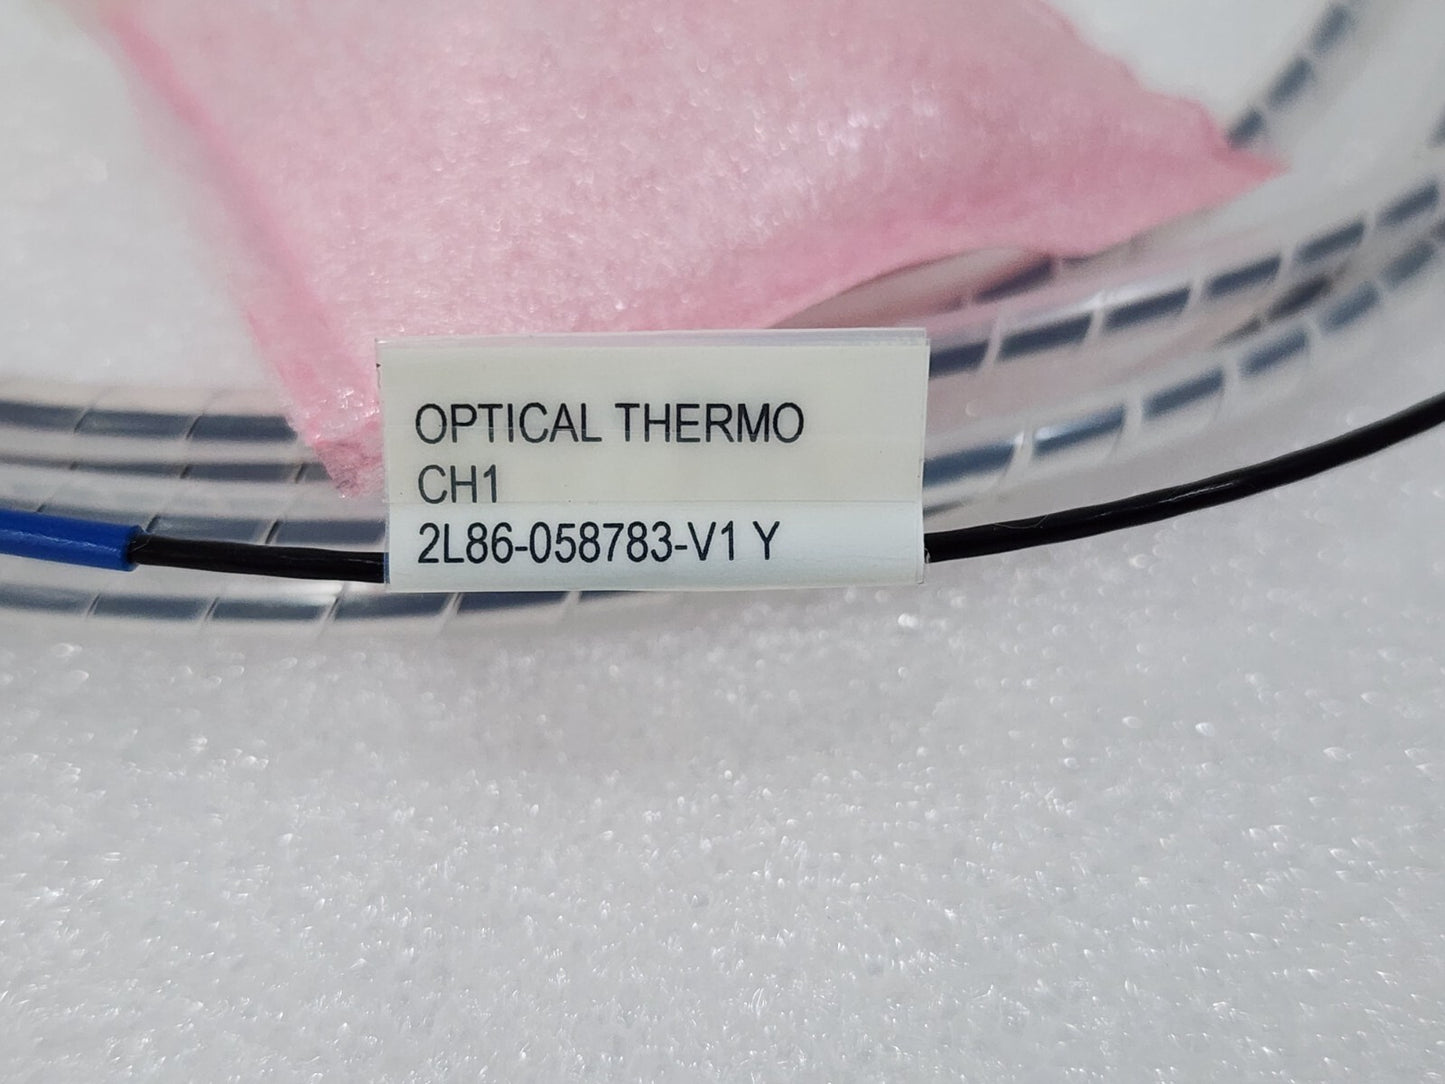 OPTICAL THERMO
CH1
2L86-058783-V1 Y